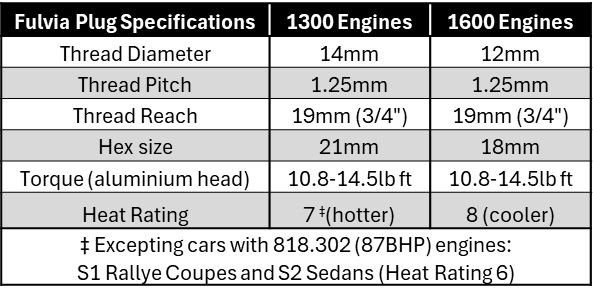 Fulvia Plug Specifications 1300 Engines 1600 Engines
Thread Diameter 14mm 12mm
Thread Pitch 1.25mm 1.25mm
Thread Reach 19mm (3/4") 19mm (3/4")
Hex size 21mm 18mm
Torque (aluminium head) 10.8-14.5lb ft 10.8-14.5lb ft
Heat Rating 7 ‡(hotter) 8 (cooler)
‡ Excepting cars with 818.302 (87BHP) engines:
S1 Rallye Coupes and S2 Sedans (Heat Rating 6)